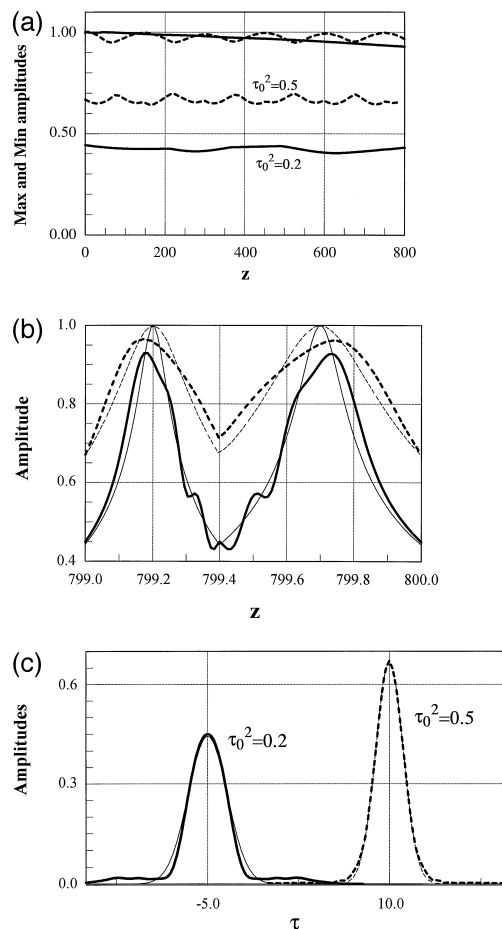 (a)
Max and Min amplitudes
1.00
0.50
0.00
τ₀²=0.5
τ₀²=0.2
0 200 400 600 800
z
(b)
Amplitude
1.0
0.8
0.6
0.4
799.0 799.2 799.4 799.6 799.8 800.0
z
(c)
Amplitudes
0.6
0.3
0.0
τ₀²=0.2
τ₀²=0.5
-5.0 10.0
τ